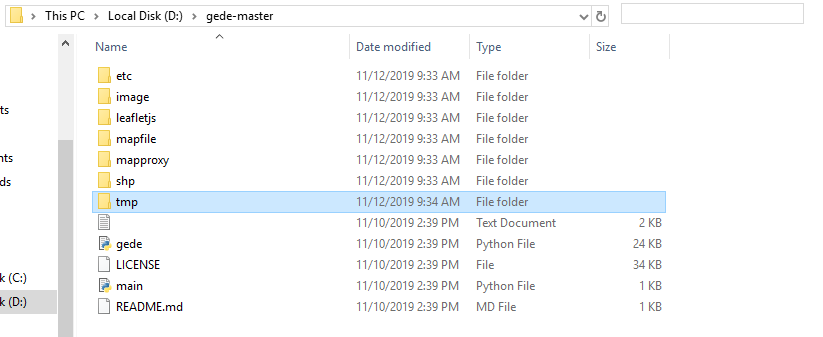 This PC > Local Disk (D:) > gede-master
Name Date modified Type Size
etc 11/12/2019 9:33 AM File folder
image 11/12/2019 9:33 AM File folder
ts leafletjs 11/12/2019 9:33 AM File folder
mapfile 11/12/2019 9:33 AM File folder
nts mapproxy 11/12/2019 9:33 AM File folder
ds shp 11/12/2019 9:33 AM File folder
tmp 11/12/2019 9:34 AM File folder
11/10/2019 2:39 PM Text Document 2 KB
gede 11/10/2019 2:39 PM Python File 24 KB
LICENSE 11/10/2019 2:39 PM File 34 KB
k (C:) main 11/10/2019 2:39 PM Python File 1 KB
k (D:) README.md 11/10/2019 2:39 PM MD File 1 KB